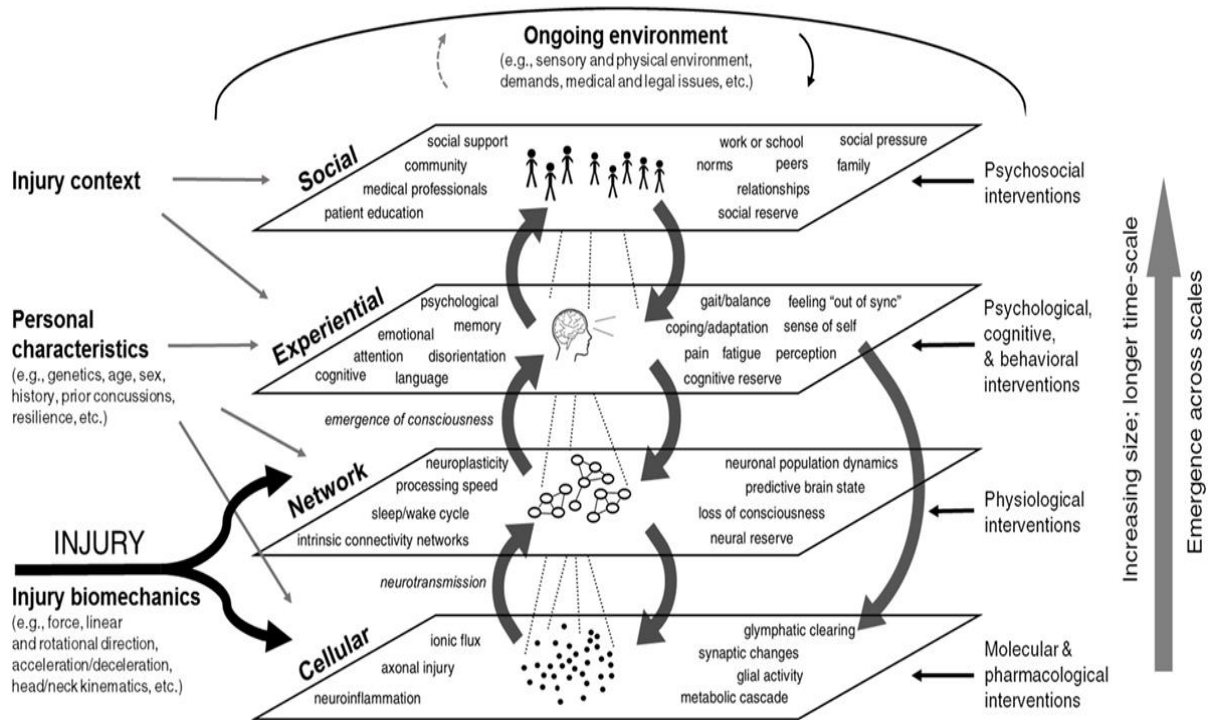 Ongoing environment
(e.g., sensory and physical environment,
demands, medical and legal issues, etc.)
Injury context
Social
social support
community
medical professionals
patient education
work or school
social pressure
norms
peers
family
relationships
social reserve
Psychosocial
interventions
Personal
characteristics
(e.g., genetics, age, sex,
history, prior concussions,
resilience, etc.)
Experiential
psychological
memory
emotional
attention
disorientation
cognitive
language
gait/balance
feeling “out of sync”
coping/adaptation
sense of self
pain
fatigue
perception
cognitive reserve
Psychological,
cognitive,
& behavioral
interventions
emergence of consciousness
Network
neuroplasticity
processing speed
sleep/wake cycle
intrinsic connectivity networks
neuronal population dynamics
predictive brain state
loss of consciousness
neural reserve
Physiological
interventions
INJURY
Injury biomechanics
(e.g., force, linear
and rotational direction,
acceleration/deceleration,
head/neck kinematics, etc.)
neurotransmission
Cellular
ionic flux
axonal injury
neuroinflammation
glymphatic clearing
synaptic changes
glial activity
metabolic cascade
Molecular &
pharmacological
interventions
Increasing size; longer time-scale
Emergence across scales